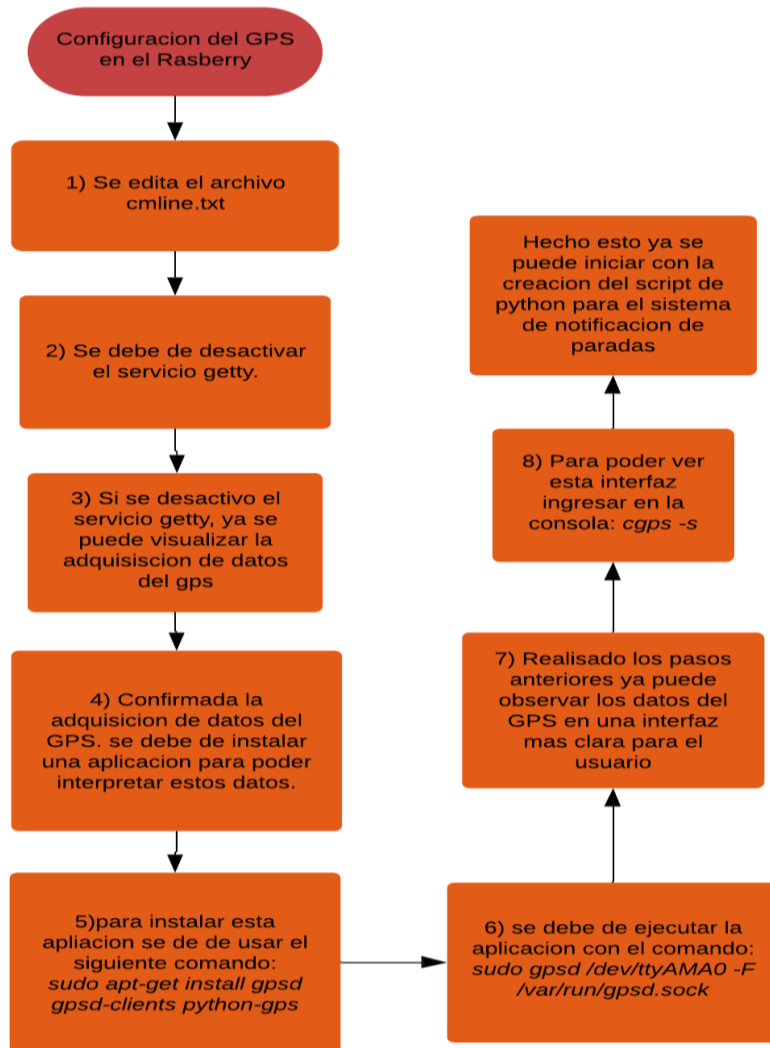 Configuracion del GPS
en el Rasberry
1) Se edita el archivo
cmline.txt
2) Se debe de desactivar
el servicio getty.
3) Si se desactivo el
servicio getty, ya se
puede visualizar la
adquisiscion de datos
del gps
4) Confirmada la
adquisicion de datos del
GPS. se debe de instalar
una aplicacion para poder
interpretar estos datos.
5)para instalar esta
apliacion se de de usar el
siguiente comando:
sudo apt-get install gpsd
gpsd-clients python-gps
6) se debe de ejecutar la
aplicacion con el comando:
sudo gpsd /dev/ttyAMA0 -F
/var/run/gpsd.sock
7) Realisado los pasos
anteriores ya puede
observar los datos del
GPS en una interfaz
mas clara para el
usuario
8) Para poder ver
esta interfaz
ingresar en la
consola: cgps -s
Hecho esto ya se
puede iniciar con la
creacion del script de
python para el sistema
de notificacion de
paradas